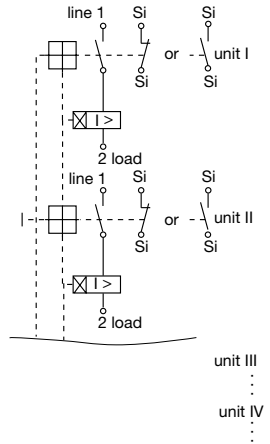 line 1 Si Si
or unit I
Si Si
I >
2 load
line 1 Si Si
or unit II
Si Si
I >
2 load
unit III
unit IV